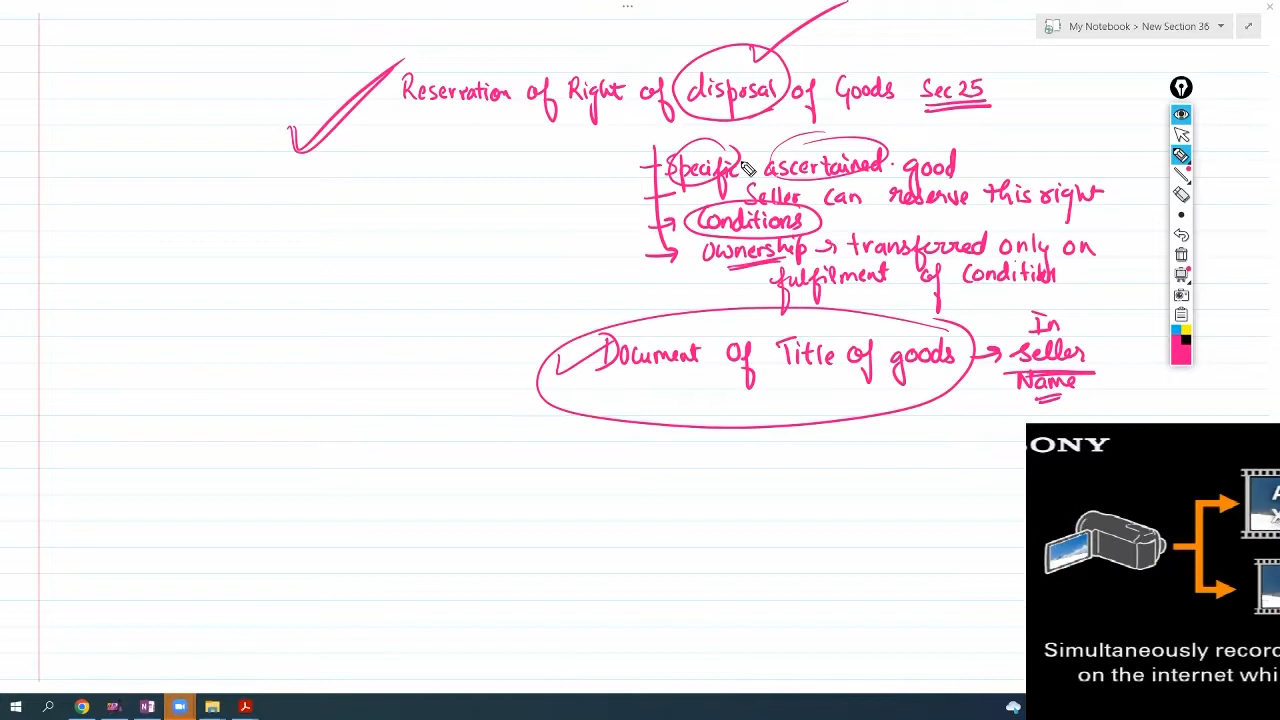 My Notebook > New Section 36
Reservation of Right of disposal of Goods Sec 25
Specific ascertained good
Seller can reserve this right
Conditions
Ownership → transferred only on
fulfilment of Condition
Document Of Title of goods → In
Seller
Name
ONY
A
X
Simultaneously record
on the internet whi